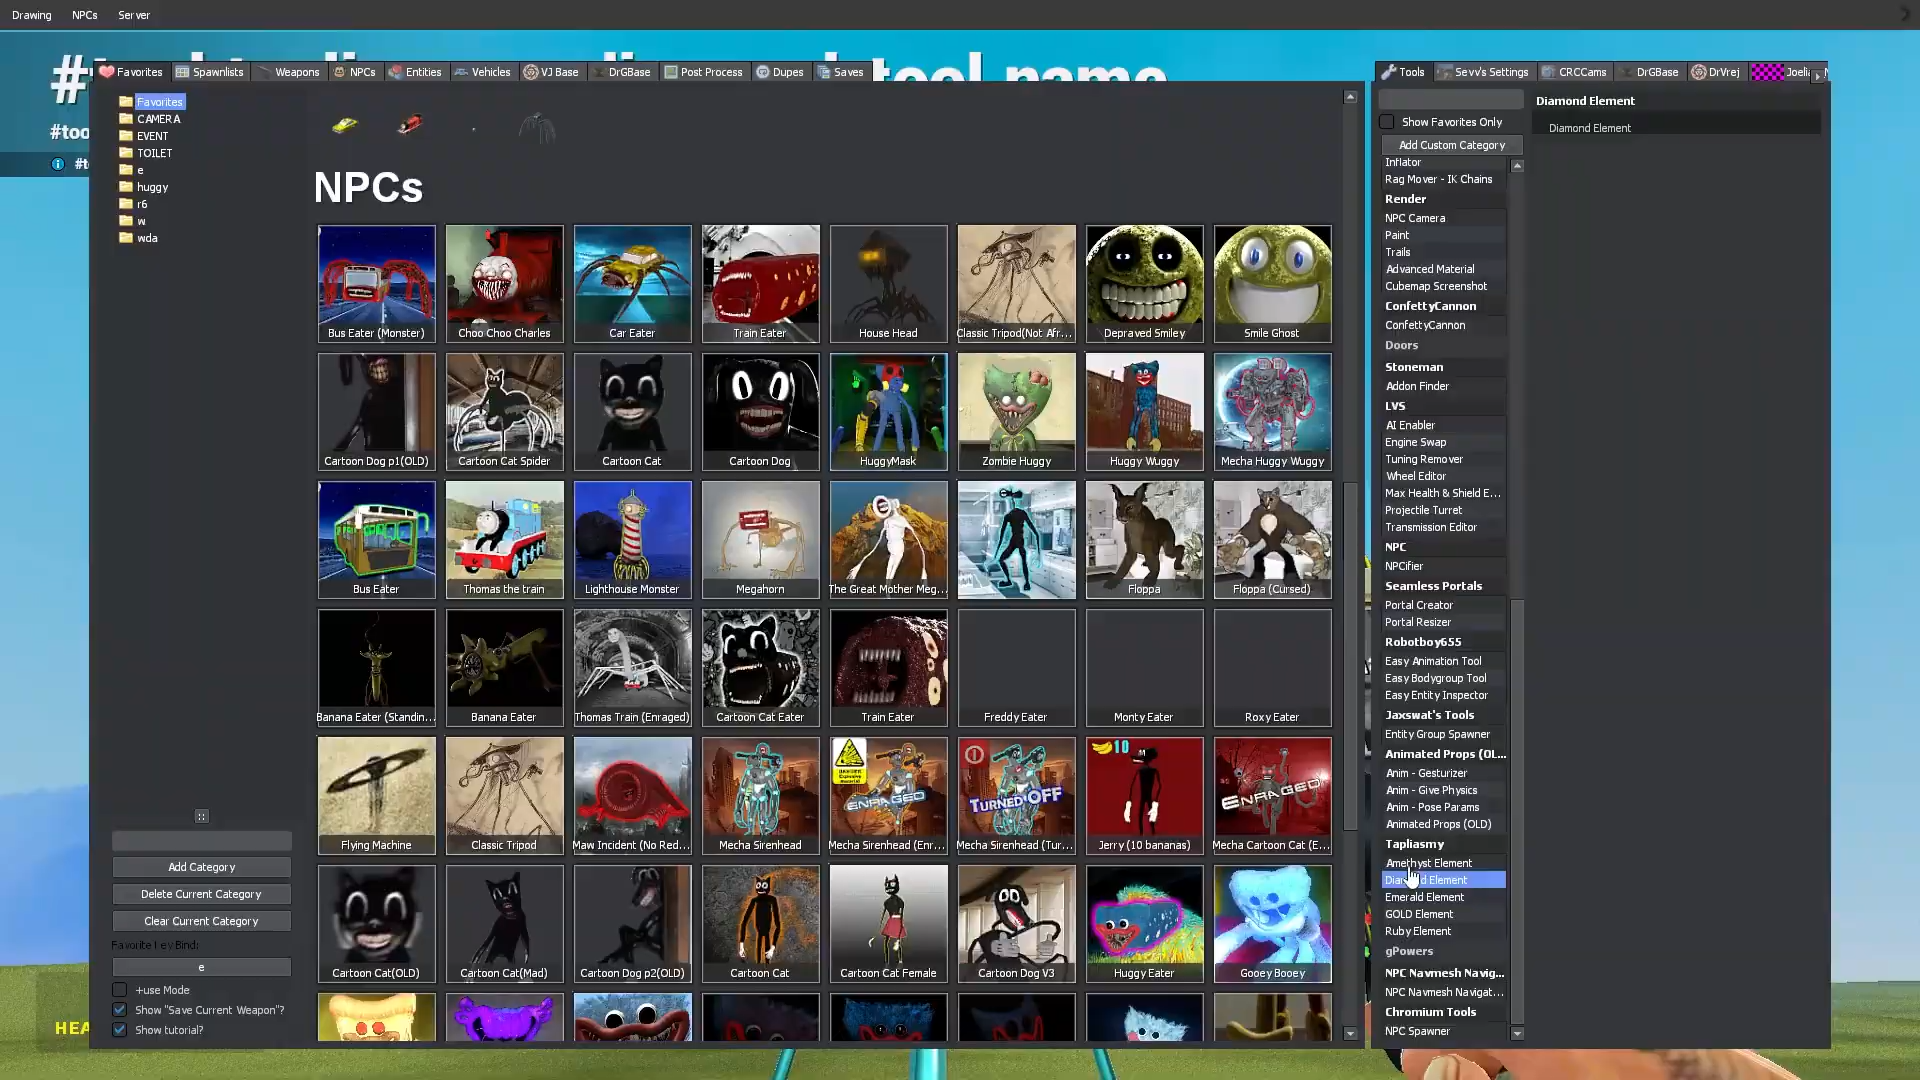 Drawing NPCs Server
Favorites Spawnlists Weapons NPCs Entities Vehicles VJ Base DrGBase Post Process Dupes Saves
Tools Sevv's Settings CRCCams DrGBase DrVrej
tool name
Favorites
CAMERA
EVENT
TOILET
e
huggy
r6
w
wda
NPCs
Bus Eater (Monster) Choo Choo Charles Car Eater Train Eater House Head Classic Tripod(Not Afr... Depraved Smiley Smile Ghost
Cartoon Dog p1(OLD) Cartoon Cat Spider Cartoon Cat Cartoon Dog HuggyMask Zombie Huggy Huggy Wuggy Mecha Huggy Wuggy
Bus Eater Thomas the train Lighthouse Monster Megahorn The Great Mother Meg... Floppa Floppa (Cursed)
Banana Eater (Standin... Banana Eater Thomas Train (Enraged) Cartoon Cat Eater Train Eater Freddy Eater Monty Eater Roxy Eater
ENRAGED
TURNED OFF
10
ENRAGED
Flying Machine Classic Tripod Maw Incident (No Red... Mecha Sirenhead Mecha Sirenhead (Enr... Mecha Sirenhead (Tur... Jerry (10 bananas) Mecha Cartoon Cat (E...
Cartoon Cat(OLD) Cartoon Cat(Mad) Cartoon Dog p2(OLD) Cartoon Cat Cartoon Cat Female Cartoon Dog V3 Huggy Eater Gooey Booey
Add Category
Delete Current Category
Clear Current Category
Favorite Key Bind:
e
+use Mode
Show "Save Current Weapon"?
Show tutorial?
Show Favorites Only
Add Custom Category
Inflator
Rag Mover - IK Chains
Render
NPC Camera
Paint
Trails
Advanced Material
Cubemap Screenshot
ConfettyCannon
ConfettyCannon
Doors
Stoneman
Addon Finder
LVS
AI Enabler
Engine Swap
Tuning Remover
Wheel Editor
Max Health & Shield E...
Projectile Turret
Transmission Editor
NPC
NPCifier
Seamless Portals
Portal Creator
Portal Resizer
Robotboy655
Easy Animation Tool
Easy Bodygroup Tool
Easy Entity Inspector
Jaxswat's Tools
Entity Group Spawner
Animated Props (OL...
Anim - Gesturizer
Anim - Give Physics
Anim - Pose Params
Animated Props (OLD)
Tapliasmy
Amethyst Element
Diamond Element
Emerald Element
GOLD Element
Ruby Element
gPowers
NPC Navmesh Navig...
NPC Navmesh Navigat...
Chromium Tools
NPC Spawner
Diamond Element
Diamond Element